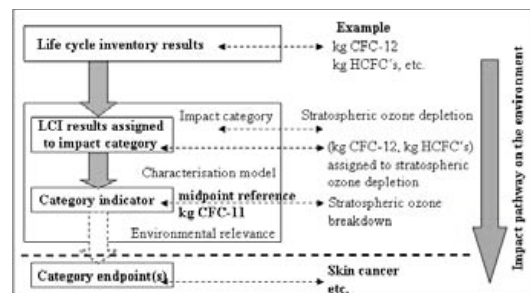 Example
Life cycle inventory results
kg CFC-12
kg HCFC´s, etc.
Impact category
Stratospheric ozone depletion
LCI results assigned
to impact category
(kg CFC-12, kg HCFC´s)
assigned to stratospheric
ozone depletion
Characterisation model
Category indicator
midpoint reference
kg CFC-11
Stratospheric ozone
breakdown
Environmental relevance
Category endpoint(s)
Skin cancer
etc.
Impact pathway on the environment